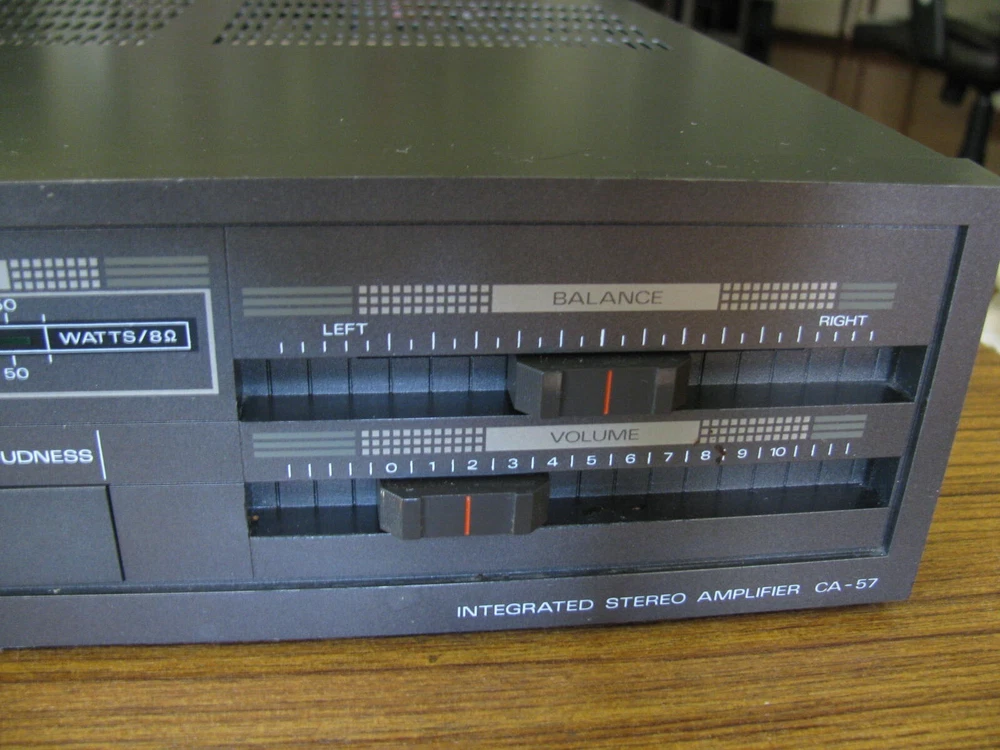 BALANCE
LEFT RIGHT
WATTS/8Ω
50
VOLUME
UDNESS
0 1 2 3 4 5 6 7 8 9 10
INTEGRATED STEREO AMPLIFIER CA-57